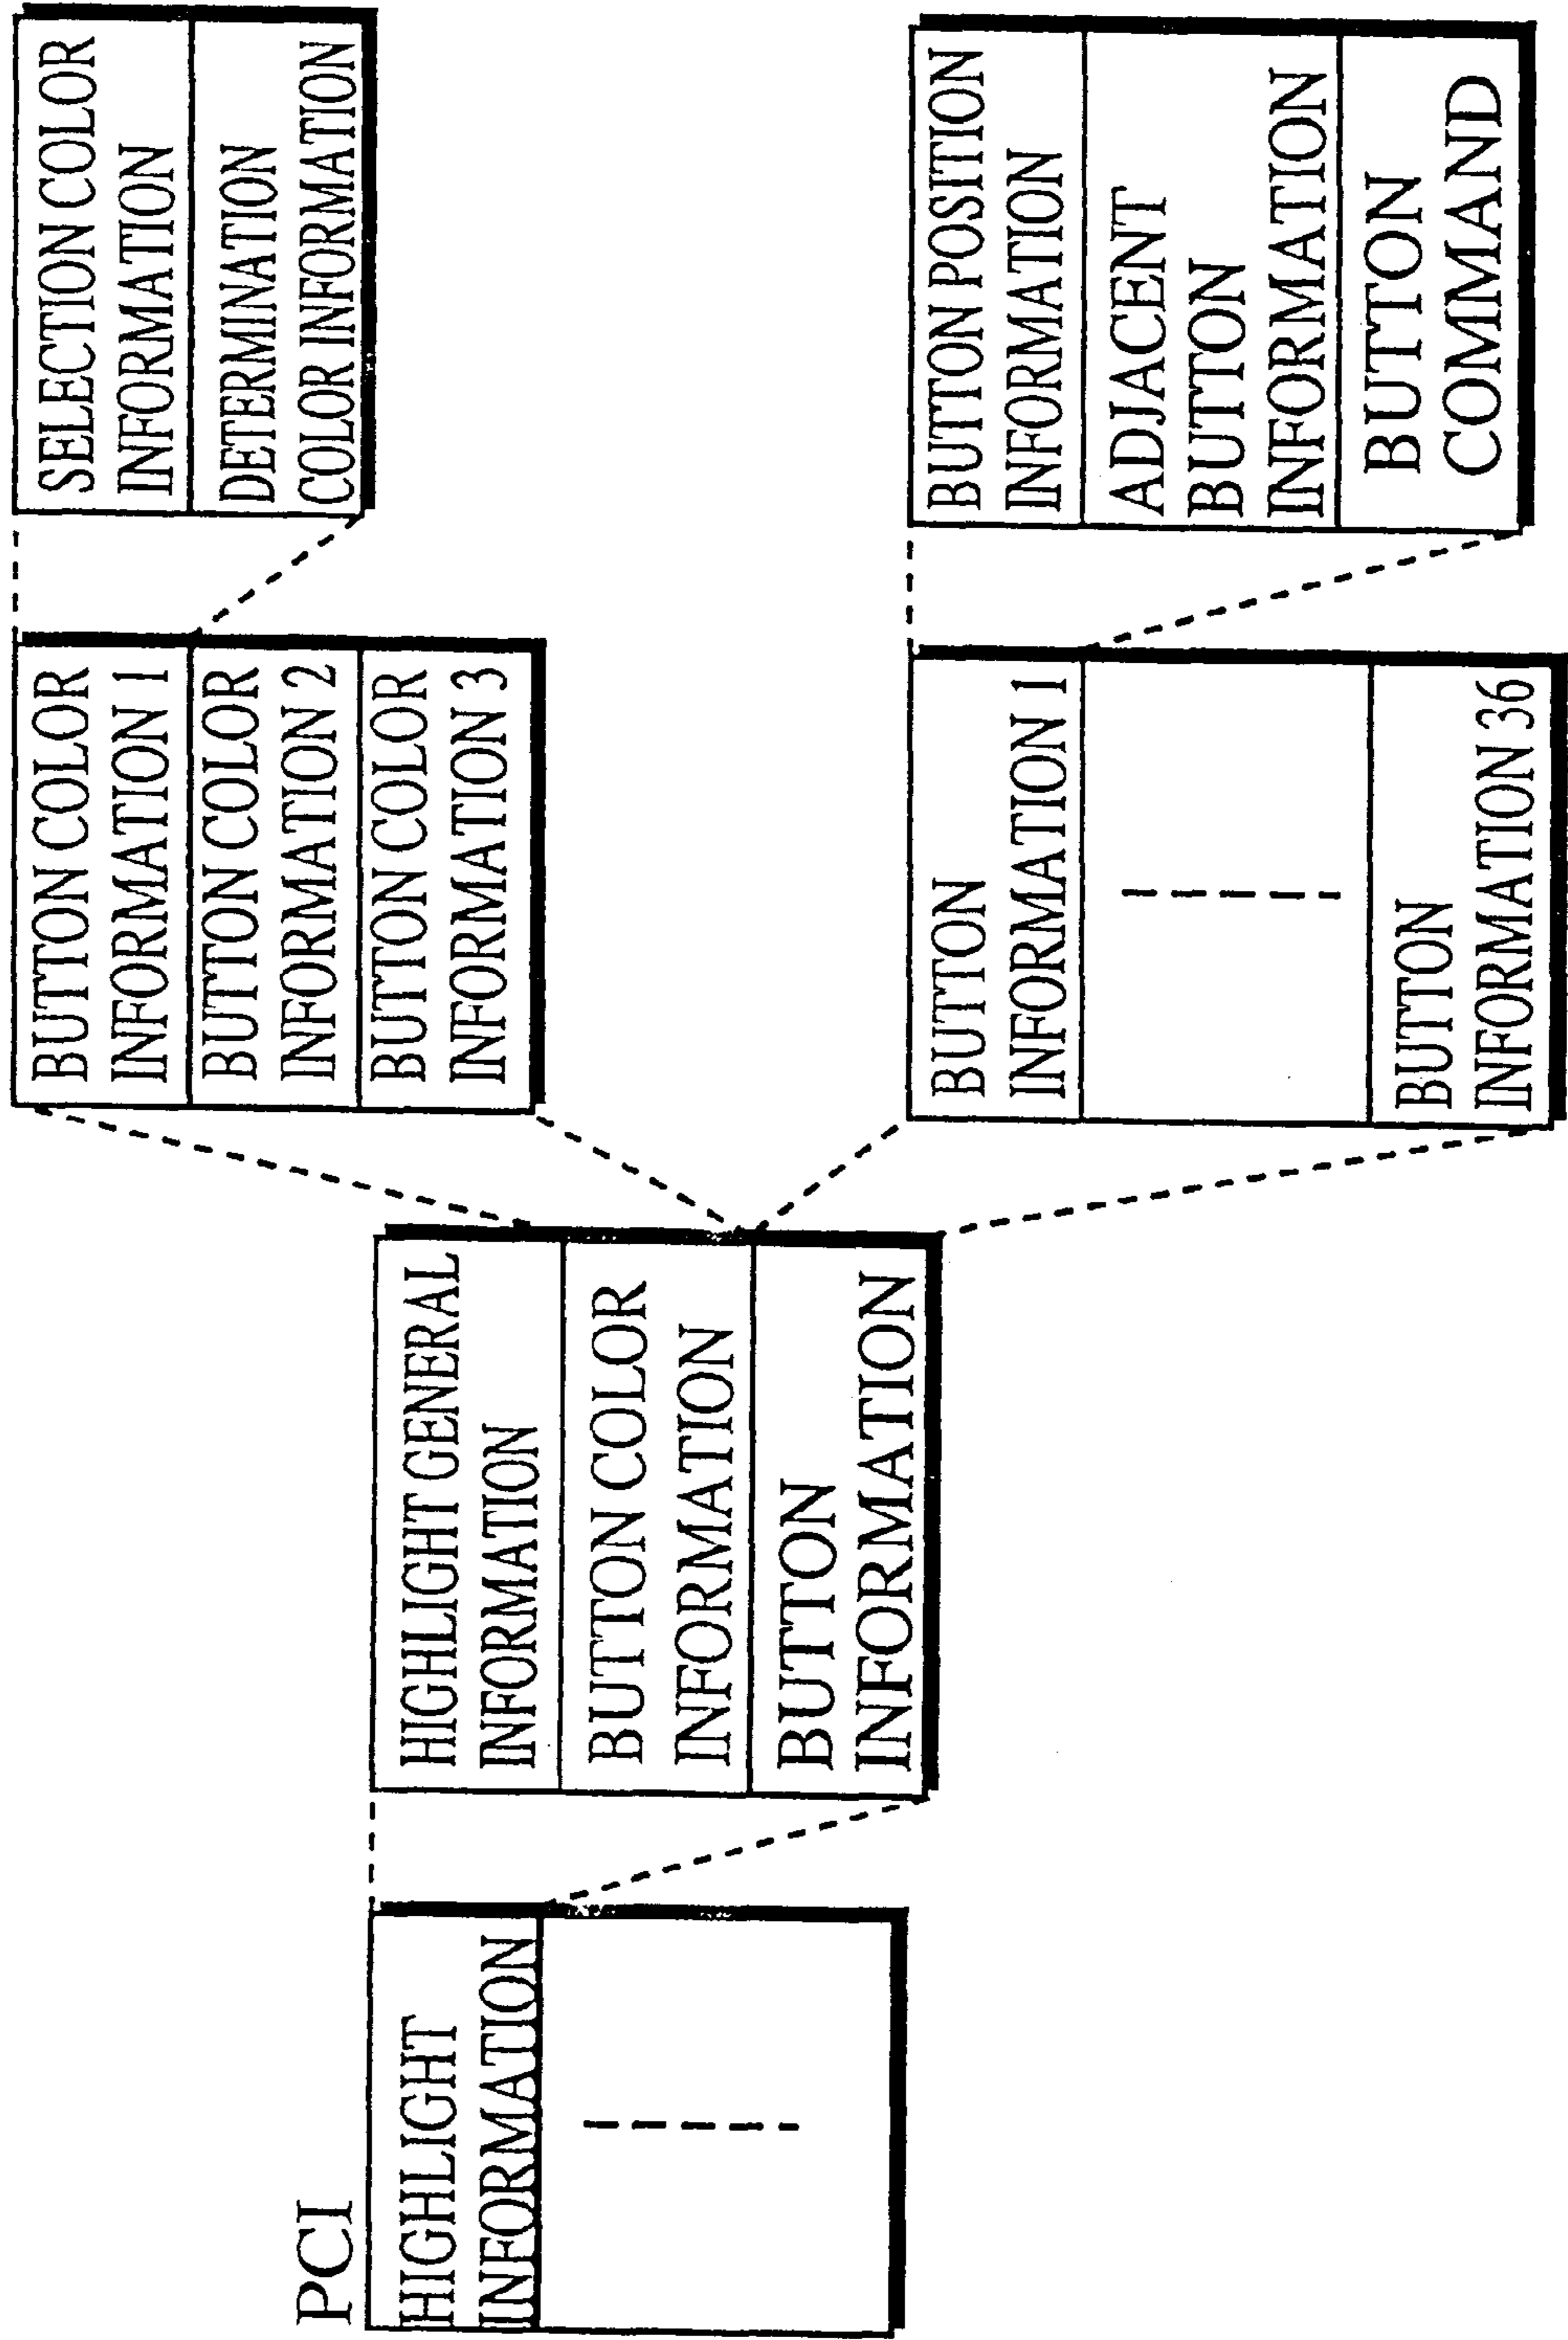 PCI
HIGHLIGHT
INFORMATION
HIGHLIGHT GENERAL
INFORMATION
BUTTON COLOR
INFORMATION
BUTTON
INFORMATION
BUTTON COLOR
INFORMATION 1
BUTTON COLOR
INFORMATION 2
BUTTON COLOR
INFORMATION 3
SELECTION COLOR
INFORMATION
DETERMINATION
COLOR INFORMATION
BUTTON
INFORMATION 1
BUTTON
INFORMATION 36
BUTTON POSITION
INFORMATION
ADJACENT
BUTTON
INFORMATION
BUTTON
COMMAND